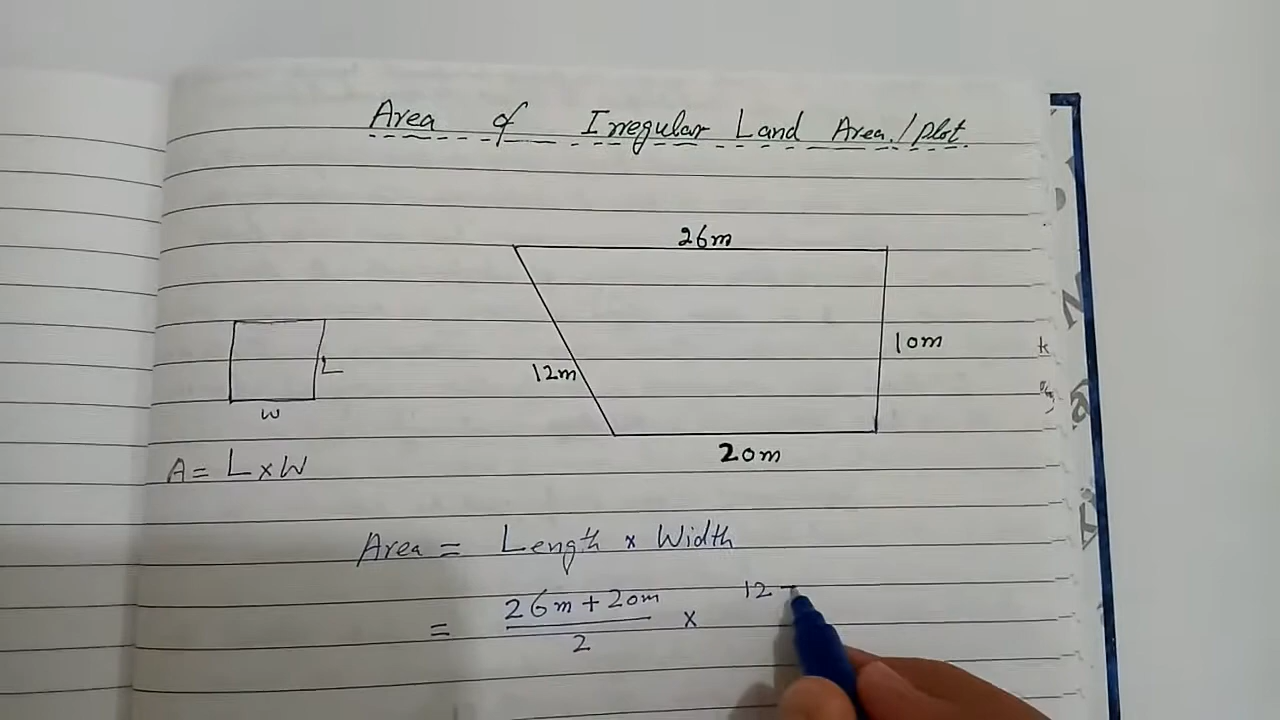 Area of Irregular Land Area./plot
26m
10m
12m
20m
L
W
A = L x W
Area = Length x Width
= 26m + 20m / 2 x 12